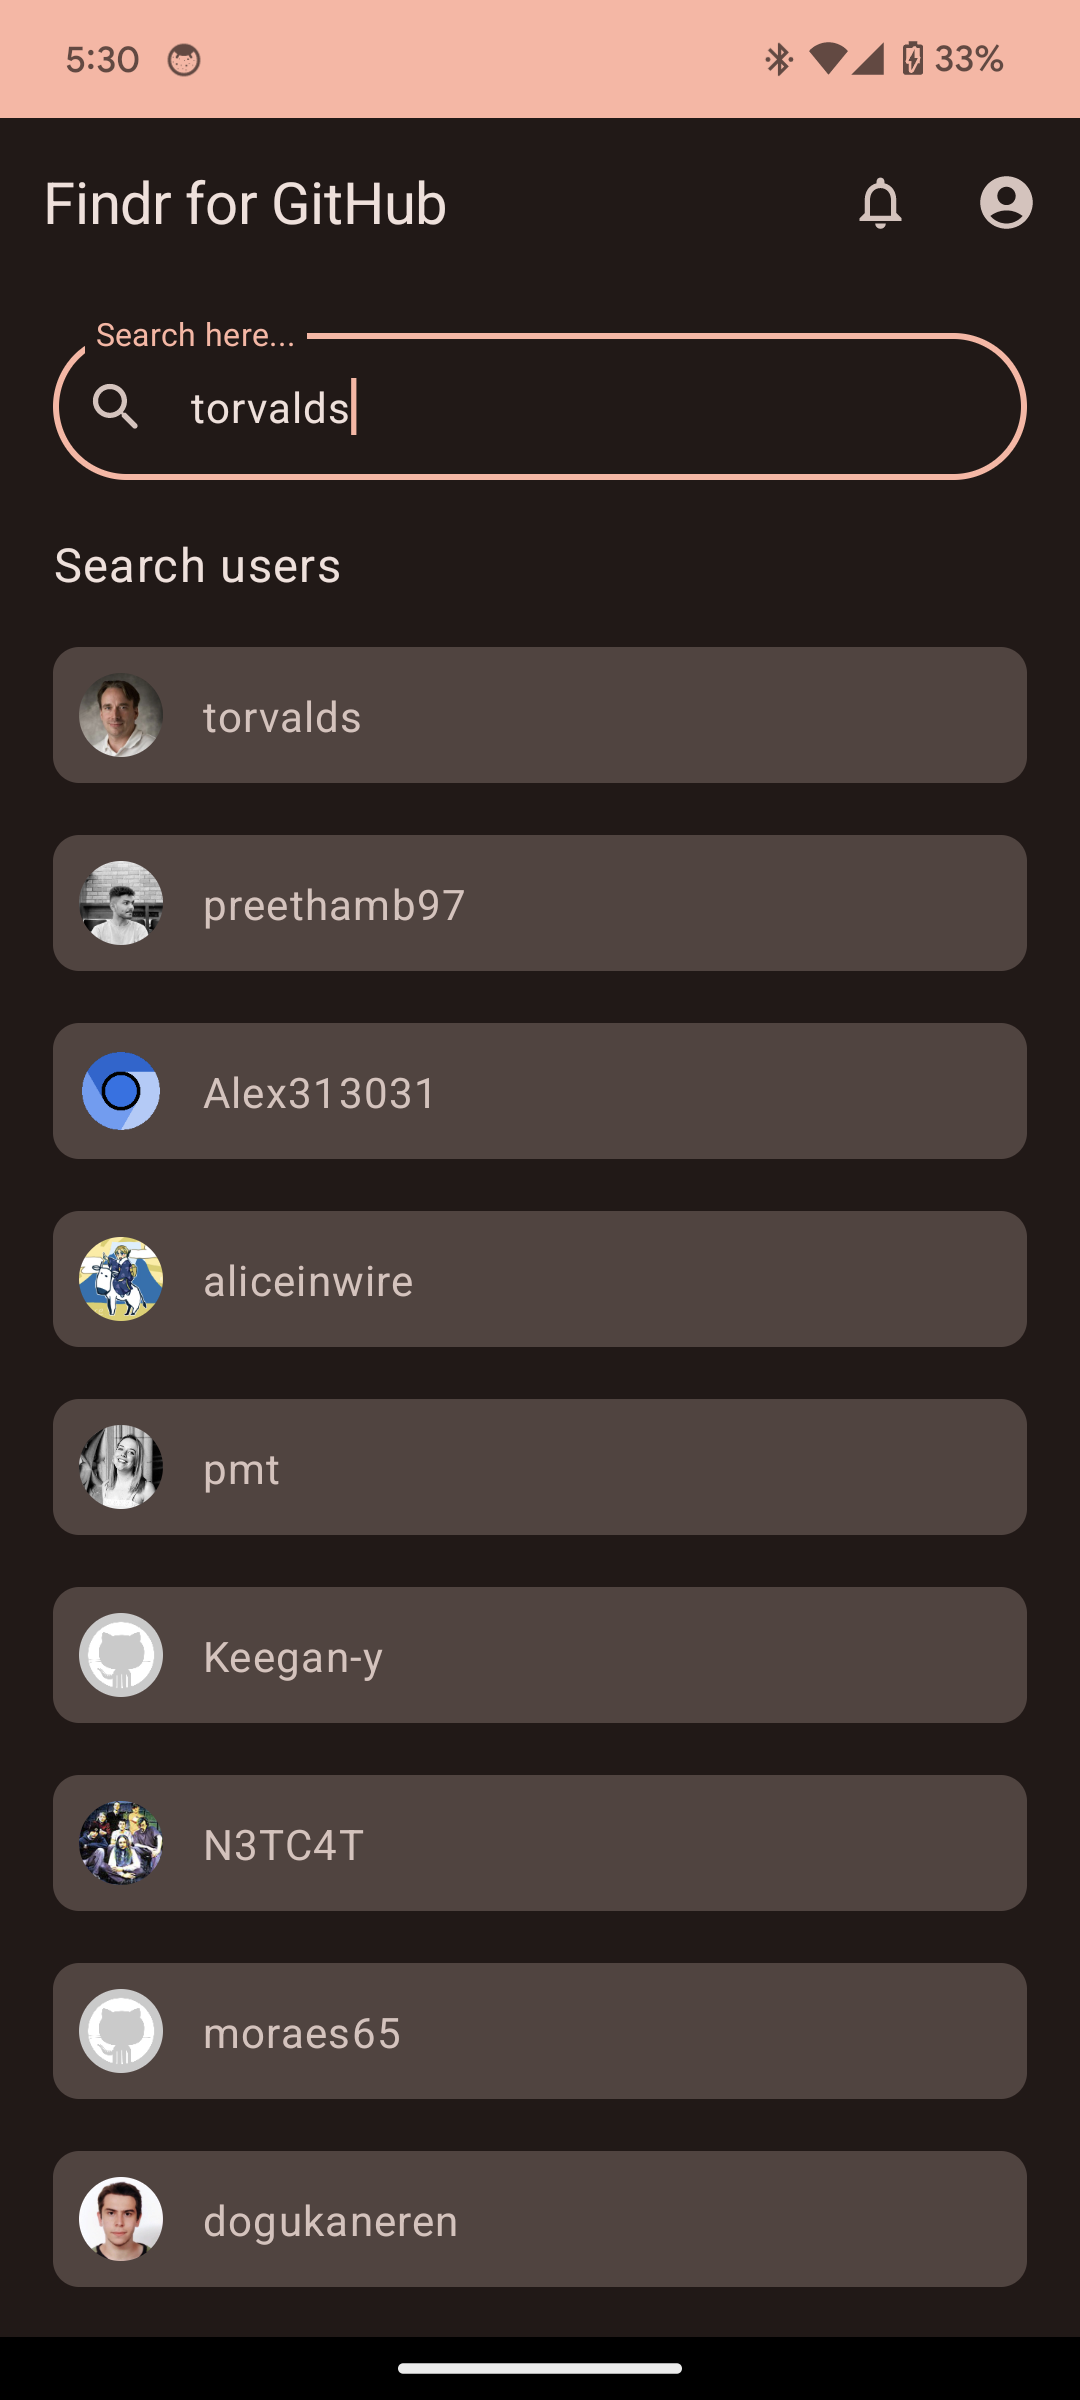 5:30 33%
Findr for GitHub
Search here...
torvalds
Search users
torvalds
preethamb97
Alex313031
aliceinwire
pmt
Keegan-y
N3TC4T
moraes65
dogukaneren